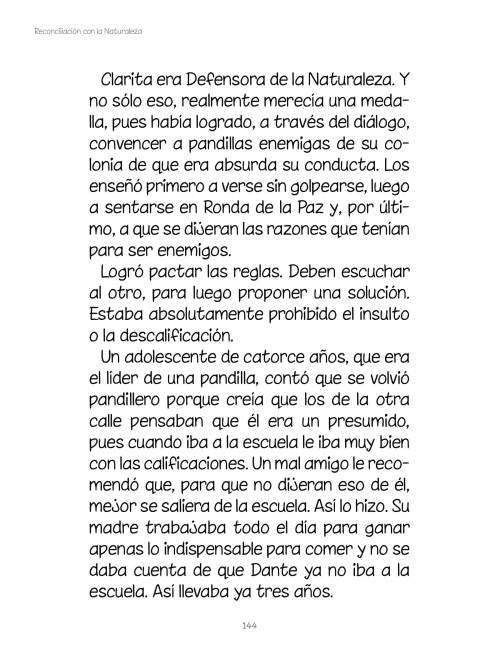 Reconciliación con la Naturaleza
Clarita era Defensora de la Naturaleza. Y
no sólo eso, realmente merecía una meda-
lla, pues había logrado, a través del diálogo,
convencer a pandillas enemigas de su co-
lonia de que era absurda su conducta. Los
enseñó primero a verse sin golpearse, luego
a sentarse en Ronda de la Paz y, por últi-
mo, a que se dijeran las razones que tenían
para ser enemigos.
Logró pactar las reglas. Deben escuchar
al otro, para luego proponer una solución.
Estaba absolutamente prohibido el insulto
o la descalificación.
Un adolescente de catorce años, que era
el líder de una pandilla, contó que se volvió
pandillero porque creía que los de la otra
calle pensaban que él era un presumido,
pues cuando iba a la escuela le iba muy bien
con las calificaciones. Un mal amigo le reco-
mendó que, para que no dijeran eso de él,
mejor se saliera de la escuela. Así lo hizo. Su
madre trabajaba todo el día para ganar
apenas lo indispensable para comer y no se
daba cuenta de que Dante ya no iba a la
escuela. Así llevaba ya tres años.
144